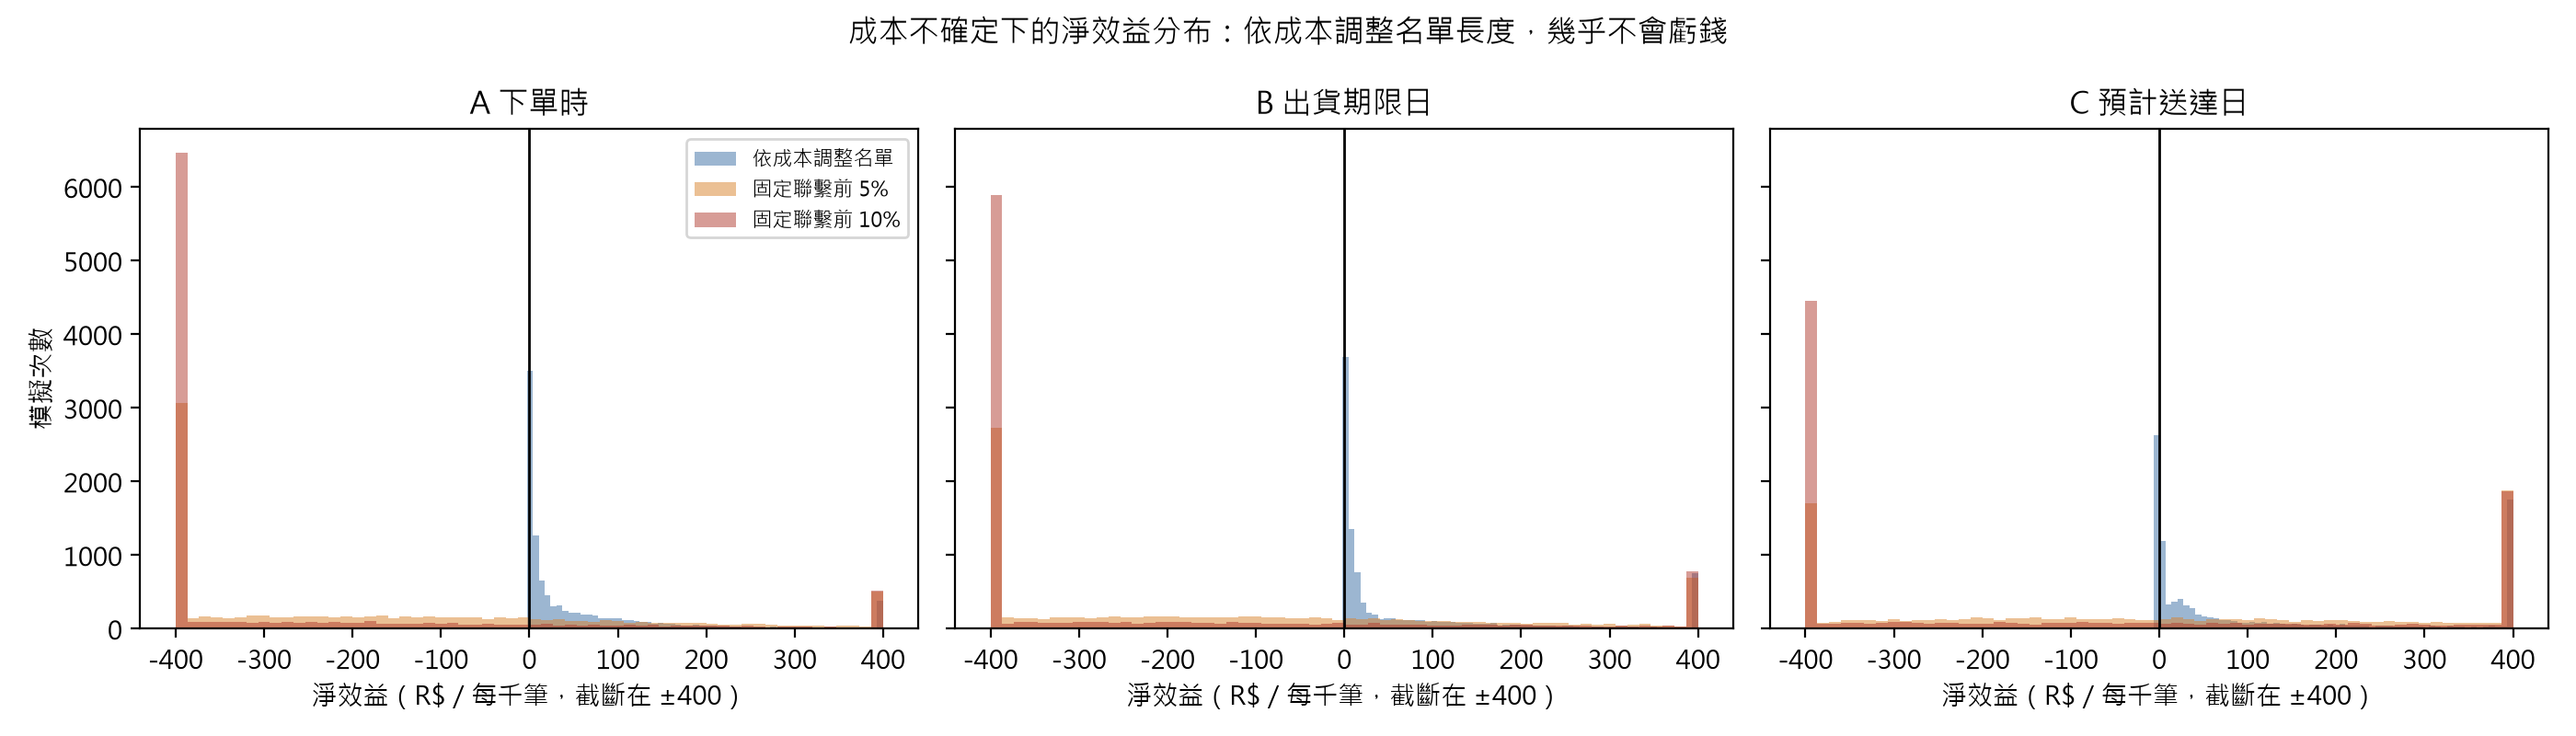 成本不確定下的淨效益分布：依成本調整名單長度，幾乎不會虧錢
A 下單時
B 出貨期限日
C 預計送達日
模擬次數
6000
5000
4000
3000
2000
1000
0
依成本調整名單
固定聯繫前 5%
固定聯繫前 10%
-400 -300 -200 -100 0 100 200 300 400
-400 -300 -200 -100 0 100 200 300 400
-400 -300 -200 -100 0 100 200 300 400
淨效益（R$ / 每千筆，截斷在 ±400）
淨效益（R$ / 每千筆，截斷在 ±400）
淨效益（R$ / 每千筆，截斷在 ±400）